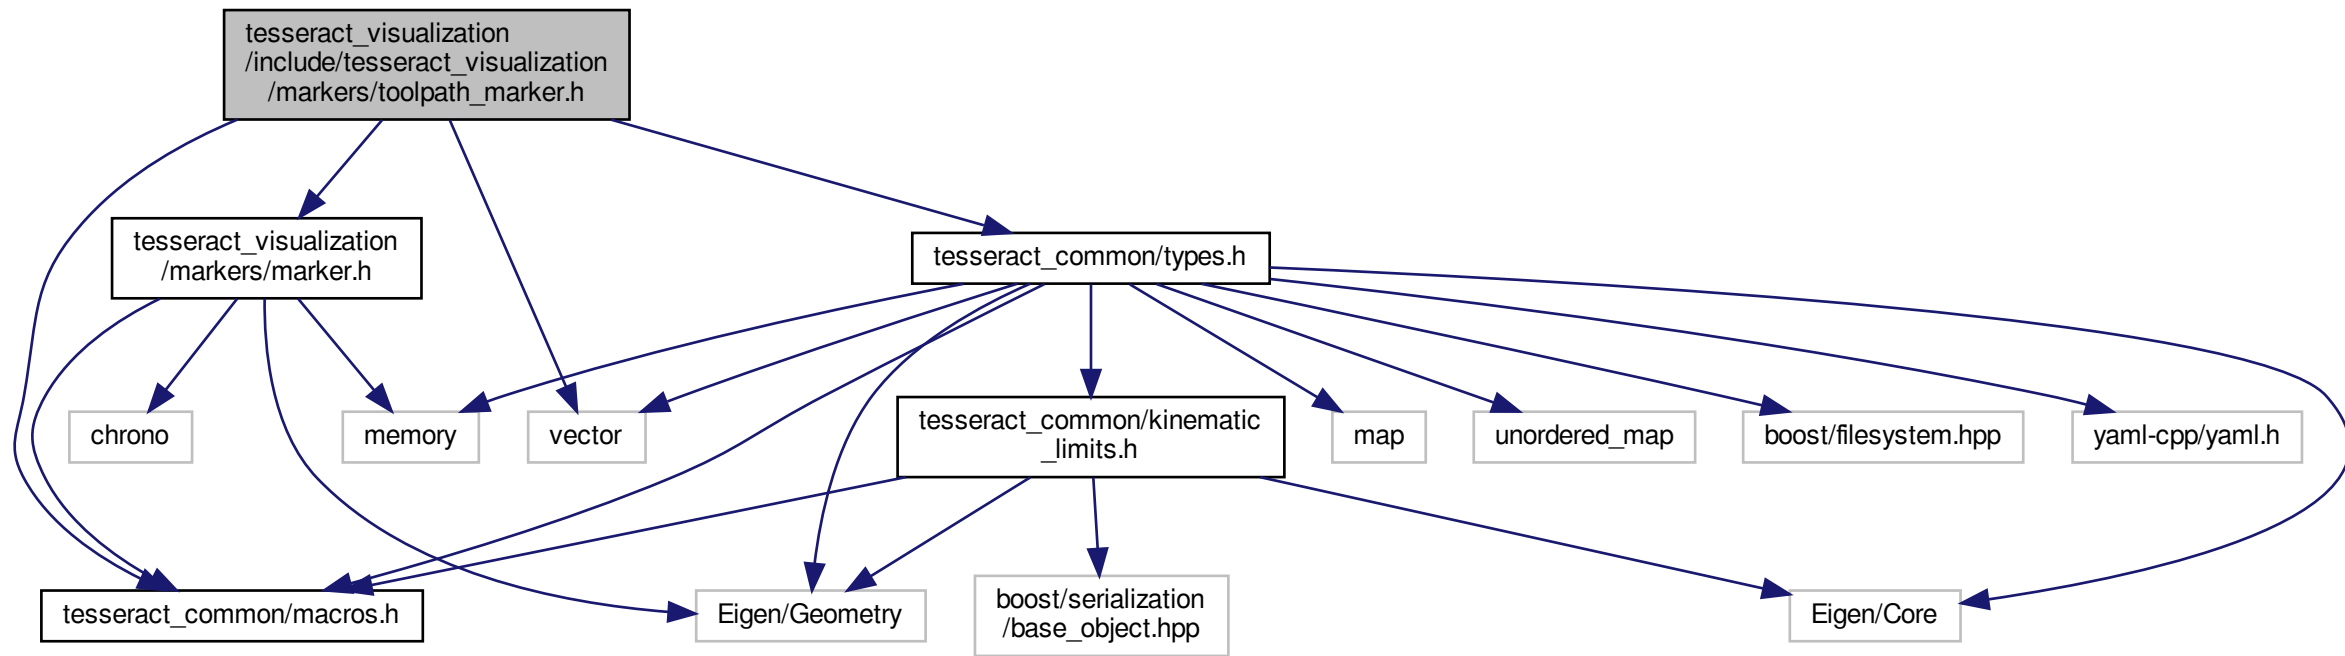 tesseract_visualization
/include/tesseract_visualization
/markers/toolpath_marker.h
tesseract_visualization
/markers/marker.h
tesseract_common/types.h
chrono
memory
vector
tesseract_common/kinematic
_limits.h
map
unordered_map
boost/filesystem.hpp
yaml-cpp/yaml.h
tesseract_common/macros.h
Eigen/Geometry
boost/serialization
/base_object.hpp
Eigen/Core